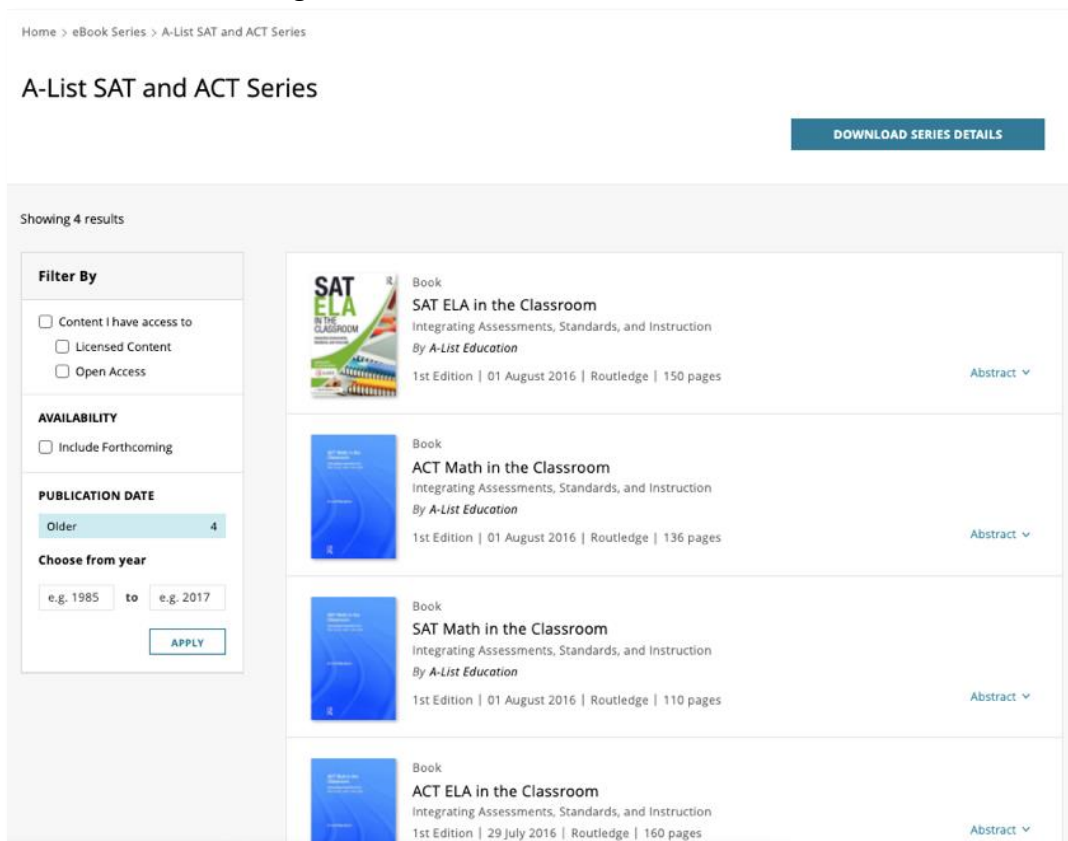 Home > eBook Series > A-List SAT and ACT Series
A-List SAT and ACT Series
DOWNLOAD SERIES DETAILS
Showing 4 results
Filter By
Content I have access to
Licensed Content
Open Access
AVAILABILITY
Include Forthcoming
PUBLICATION DATE
Older 4
Choose from year
e.g. 1985 to e.g. 2017
APPLY
SAT
ELA
IN THE
CLASSROOM
Book
SAT ELA in the Classroom
Integrating Assessments, Standards, and Instruction
By A-List Education
1st Edition | 01 August 2016 | Routledge | 150 pages
Abstract
Book
ACT Math in the Classroom
Integrating Assessments, Standards, and Instruction
By A-List Education
1st Edition | 01 August 2016 | Routledge | 136 pages
Abstract
Book
SAT Math in the Classroom
Integrating Assessments, Standards, and Instruction
By A-List Education
1st Edition | 01 August 2016 | Routledge | 110 pages
Abstract
Book
ACT ELA in the Classroom
Integrating Assessments, Standards, and Instruction
1st Edition | 29 July 2016 | Routledge | 160 pages
Abstract